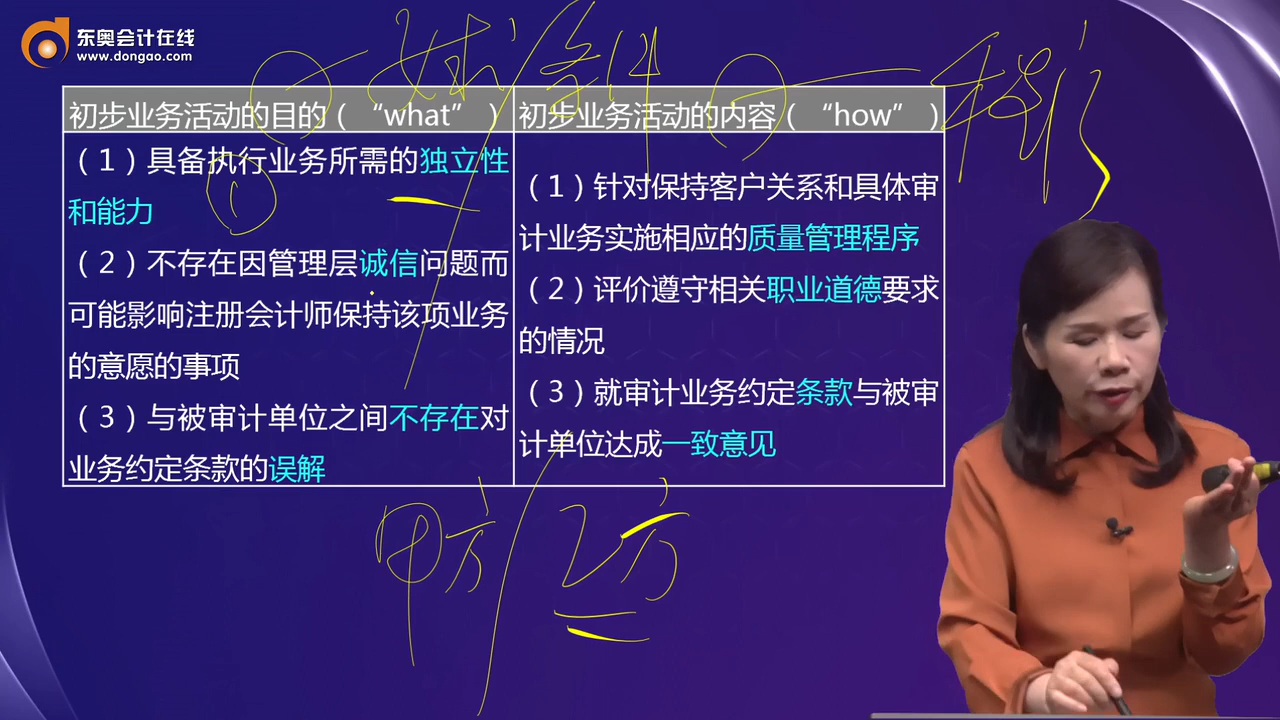 东奥会计在线
www.dongao.com
初步业务活动的目的（“what”）
（1）具备执行业务所需的独立性
和能力
（2）不存在因管理层诚信问题而
可能影响注册会计师保持该项业务
的意愿的事项
（3）与被审计单位之间不存在对
业务约定条款的误解
初步业务活动的内容（“how”）
（1）针对保持客户关系和具体审
计业务实施相应的质量管理程序
（2）评价遵守相关职业道德要求
的情况
（3）就审计业务约定条款与被审
计单位达成一致意见
①
甲方/乙方